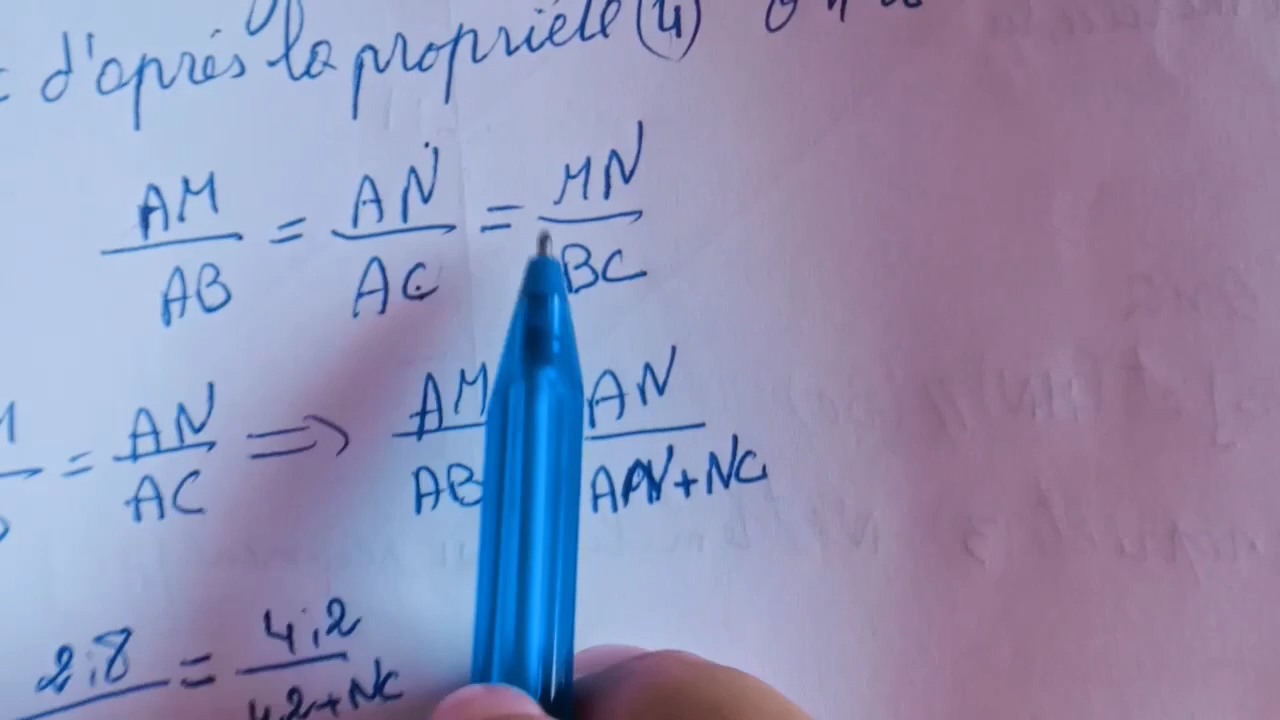 d'après la propriété (4) on a
AM/AB = AN/AC = MN/BC
= AN/AC => AM/AB AN/AN+NC
2,8 = 4,2/4,2+NC